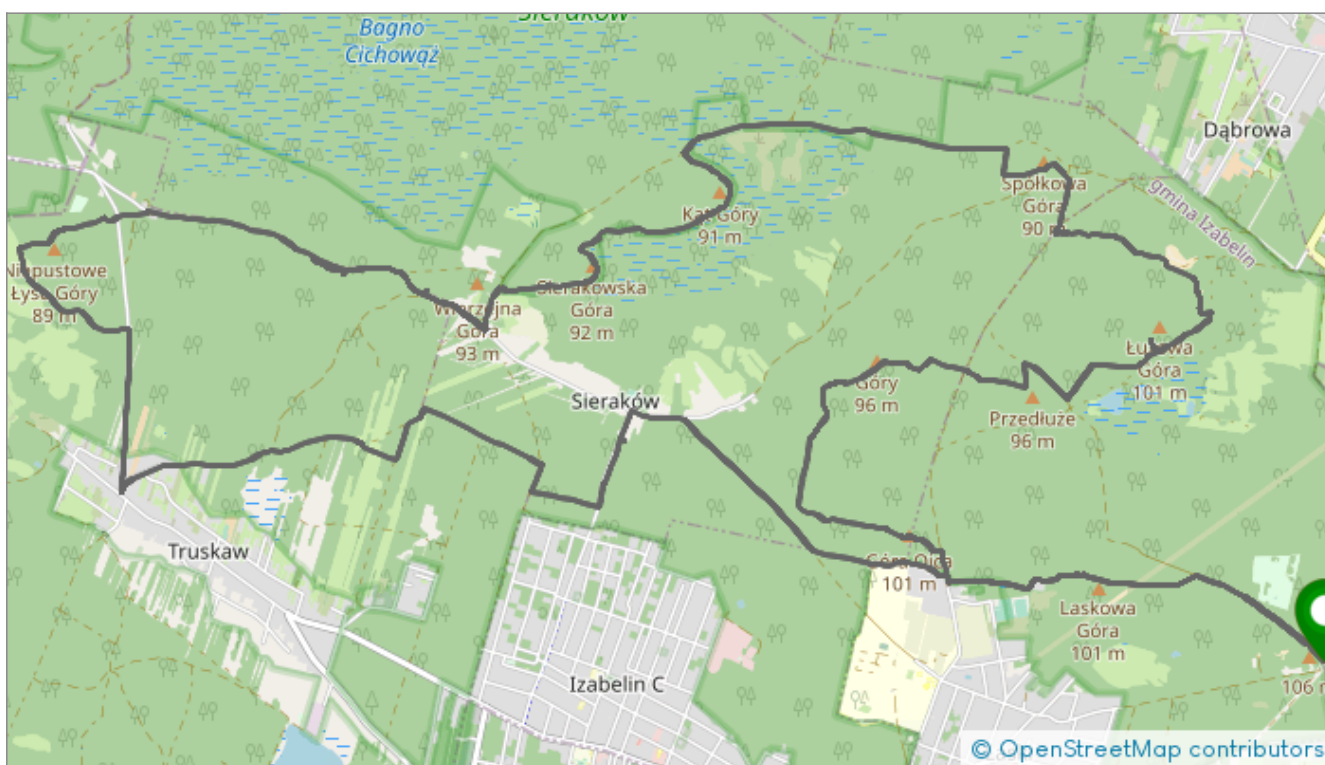 Sieraków
Bagno
Cichowąż
Dąbrowa
gmina Izabelin
Spółkowa
Góra
90 m
Kąt Góry
91 m
Niepustowe
Łyse Góry
89 m
Wierzejna
Góra
93 m
Sierakowska
Góra
92 m
Łużowa
Góra
101 m
Góry
96 m
Przedłuże
96 m
Sieraków
Truskaw
Góra Ojca
101 m
Laskowa
Góra
101 m
Izabelin C
106 m
© OpenStreetMap contributors